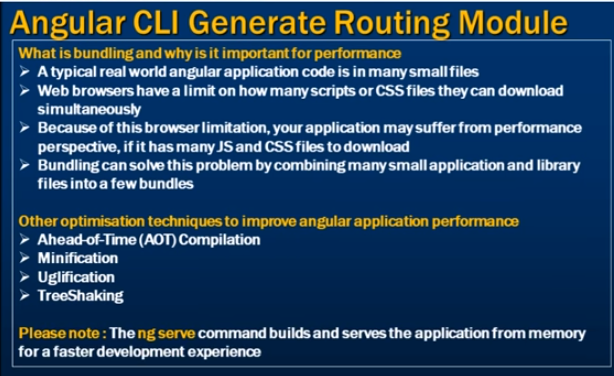 Angular CLI Generate Routing Module
What is bundling and why is it important for performance
➢ A typical real world angular application code is in many small files
➢ Web browsers have a limit on how many scripts or CSS files they can download
simultaneously
➢ Because of this browser limitation, your application may suffer from performance
perspective, if it has many JS and CSS files to download
➢ Bundling can solve this problem by combining many small application and library
files into a few bundles
Other optimisation techniques to improve angular application performance
➢ Ahead-of-Time (AOT) Compilation
➢ Minification
➢ Uglification
➢ TreeShaking
Please note : The ng serve command builds and serves the application from memory
for a faster development experience